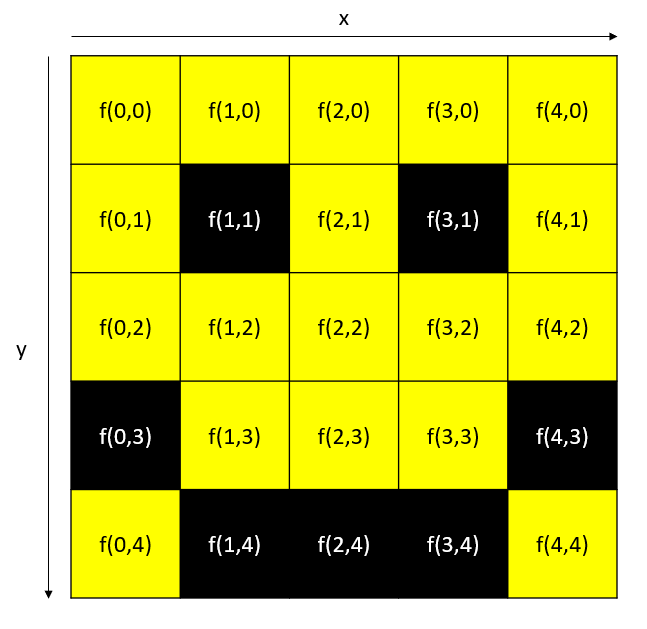 x
f(0,0) f(1,0) f(2,0) f(3,0) f(4,0)
f(0,1) f(1,1) f(2,1) f(3,1) f(4,1)
f(0,2) f(1,2) f(2,2) f(3,2) f(4,2)
y
f(0,3) f(1,3) f(2,3) f(3,3) f(4,3)
f(0,4) f(1,4) f(2,4) f(3,4) f(4,4)